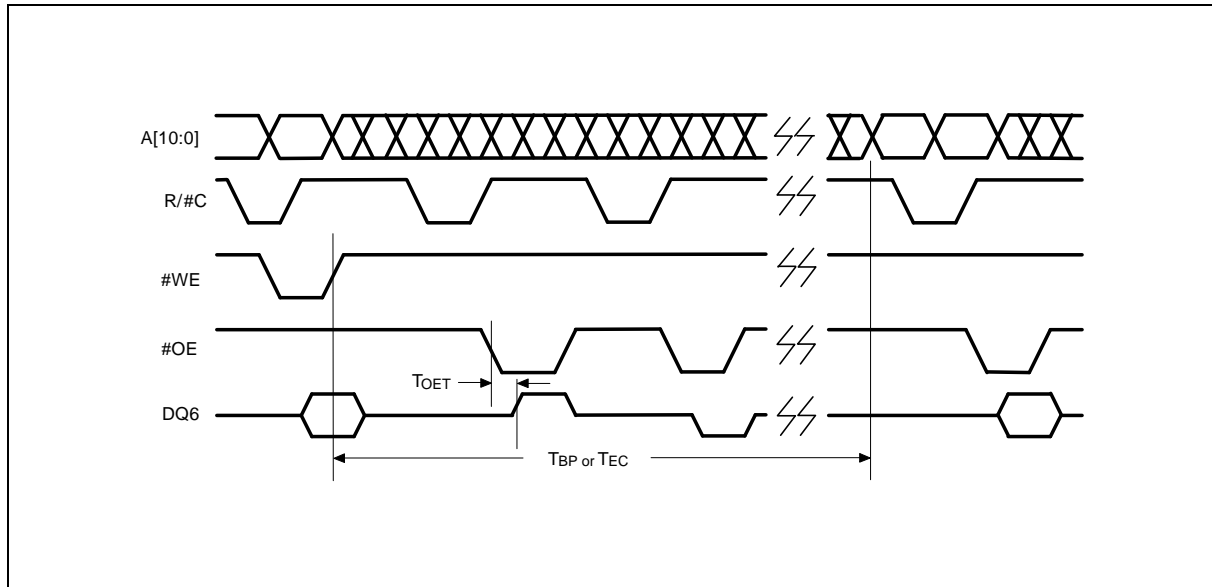 A[10:0]
R/#C
#WE
#OE
TOET
DQ6
TBP or TEC